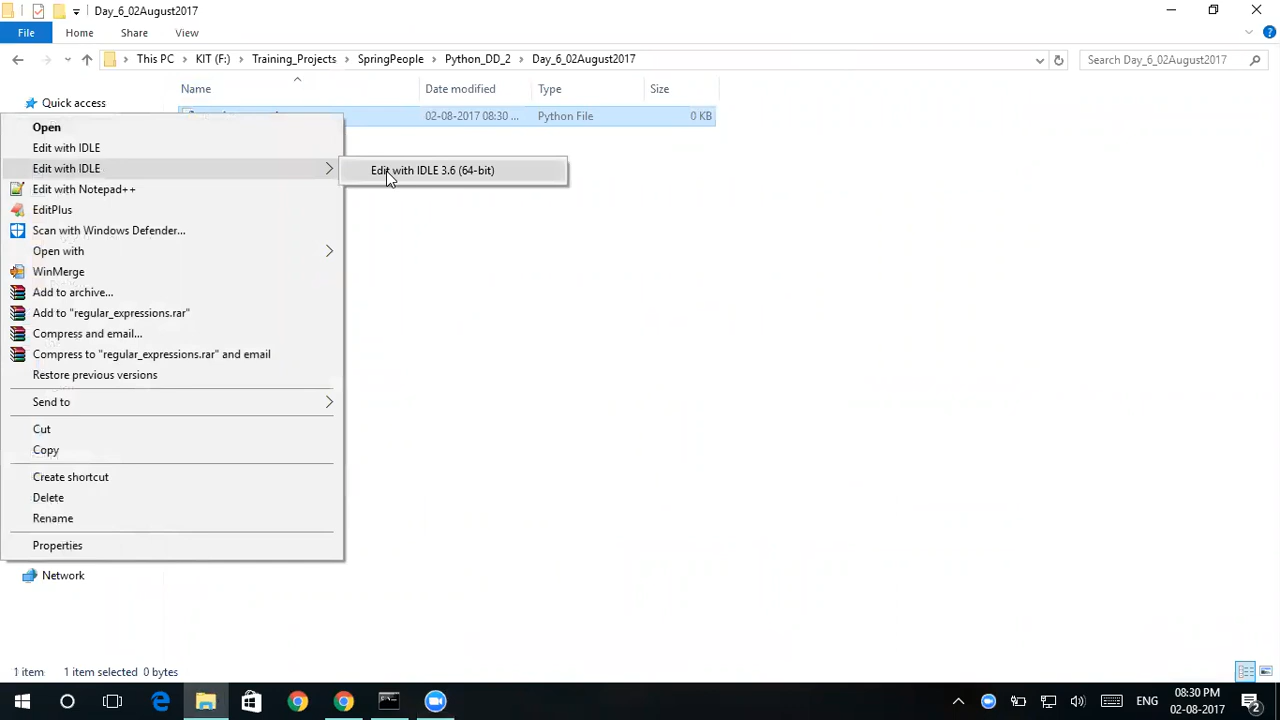 Day_6_02August2017
File Home Share View
This PC KIT (F:) Training_Projects SpringPeople Python_DD_2 Day_6_02August2017 Search Day_6_02August2017
Name Date modified Type Size
Quick access
02-08-2017 08:30 ... Python File 0 KB
Open
Edit with IDLE
Edit with IDLE
Edit with IDLE 3.6 (64-bit)
Edit with Notepad++
EditPlus
Scan with Windows Defender...
Open with
WinMerge
Add to archive...
Add to "regular_expressions.rar"
Compress and email...
Compress to "regular_expressions.rar" and email
Restore previous versions
Send to
Cut
Copy
Create shortcut
Delete
Rename
Properties
Network
1 item 1 item selected 0 bytes
ENG 08:30 PM
02-08-2017 2